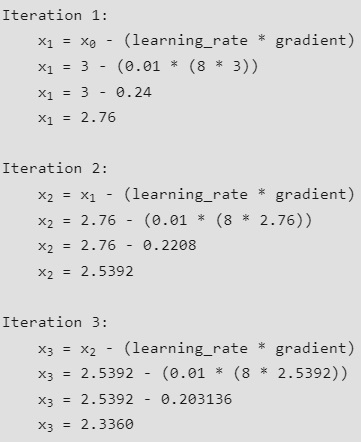 Iteration 1:
x₁ = x₀ - (learning_rate * gradient)
x₁ = 3 - (0.01 * (8 * 3))
x₁ = 3 - 0.24
x₁ = 2.76
Iteration 2:
x₂ = x₁ - (learning_rate * gradient)
x₂ = 2.76 - (0.01 * (8 * 2.76))
x₂ = 2.76 - 0.2208
x₂ = 2.5392
Iteration 3:
x₃ = x₂ - (learning_rate * gradient)
x₃ = 2.5392 - (0.01 * (8 * 2.5392))
x₃ = 2.5392 - 0.203136
x₃ = 2.3360